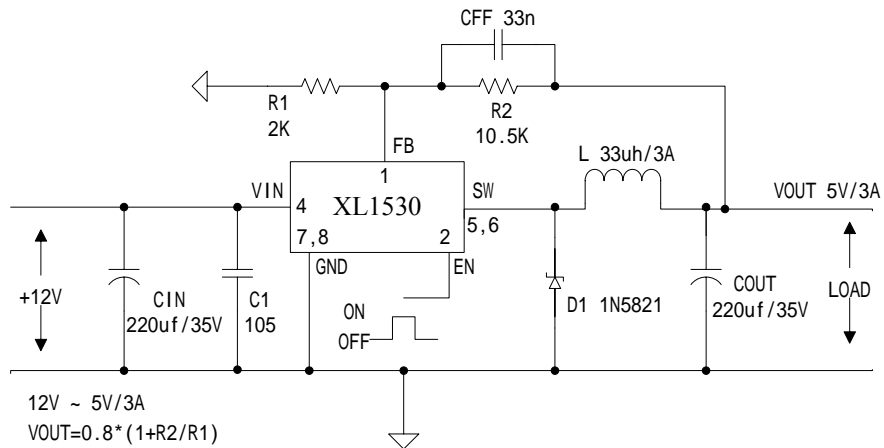 CFF 33n
R1
2K
R2
10.5K
FB
L 33uh/3A
1
VIN
SW
VOUT 5V/3A
4
XL1530
5,6
7,8
2
GND
EN
+12V
CIN
220uf/35V
C1
105
ON
OFF
D1 1N5821
COUT
220uf/35V
LOAD
12V ~ 5V/3A
VOUT=0.8*(1+R2/R1)